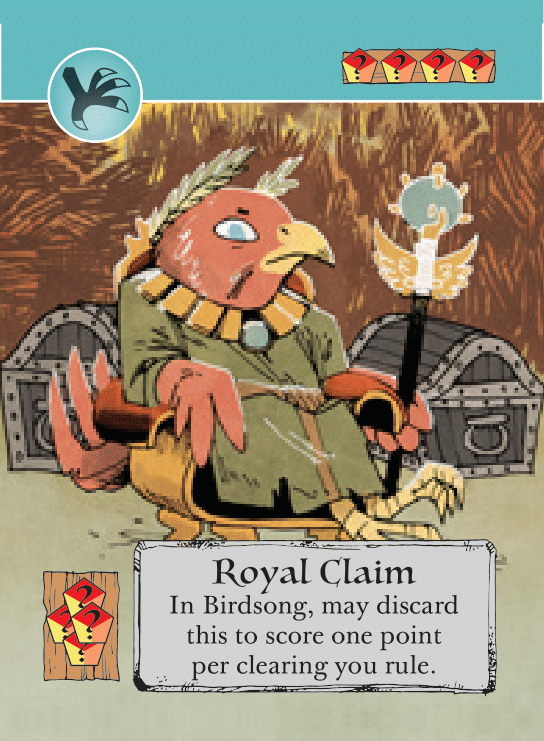 ? ? ? ?
Royal Claim
In Birdsong, may discard
this to score one point
per clearing you rule.
?
? ?
?